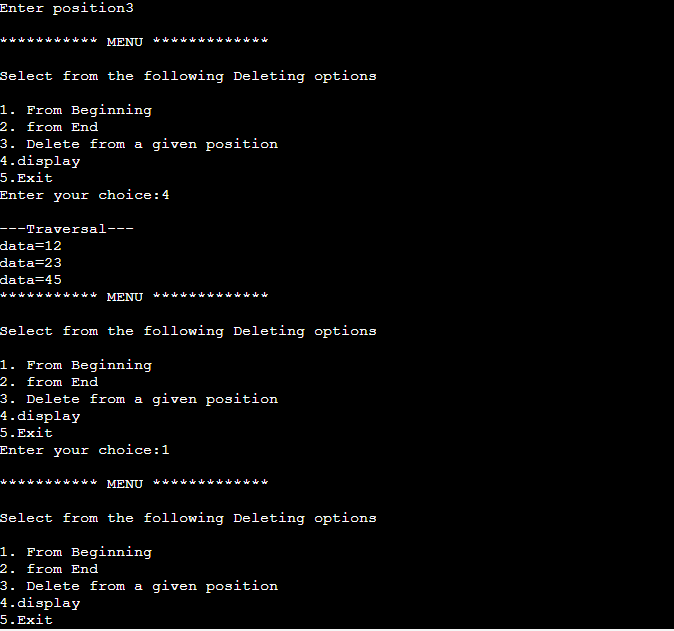 Enter position3
*********** MENU *************
Select from the following Deleting options
1. From Beginning
2. from End
3. Delete from a given position
4.display
5.Exit
Enter your choice:4
---Traversal---
data=12
data=23
data=45
*********** MENU *************
Select from the following Deleting options
1. From Beginning
2. from End
3. Delete from a given position
4.display
5.Exit
Enter your choice:1
*********** MENU *************
Select from the following Deleting options
1. From Beginning
2. from End
3. Delete from a given position
4.display
5.Exit